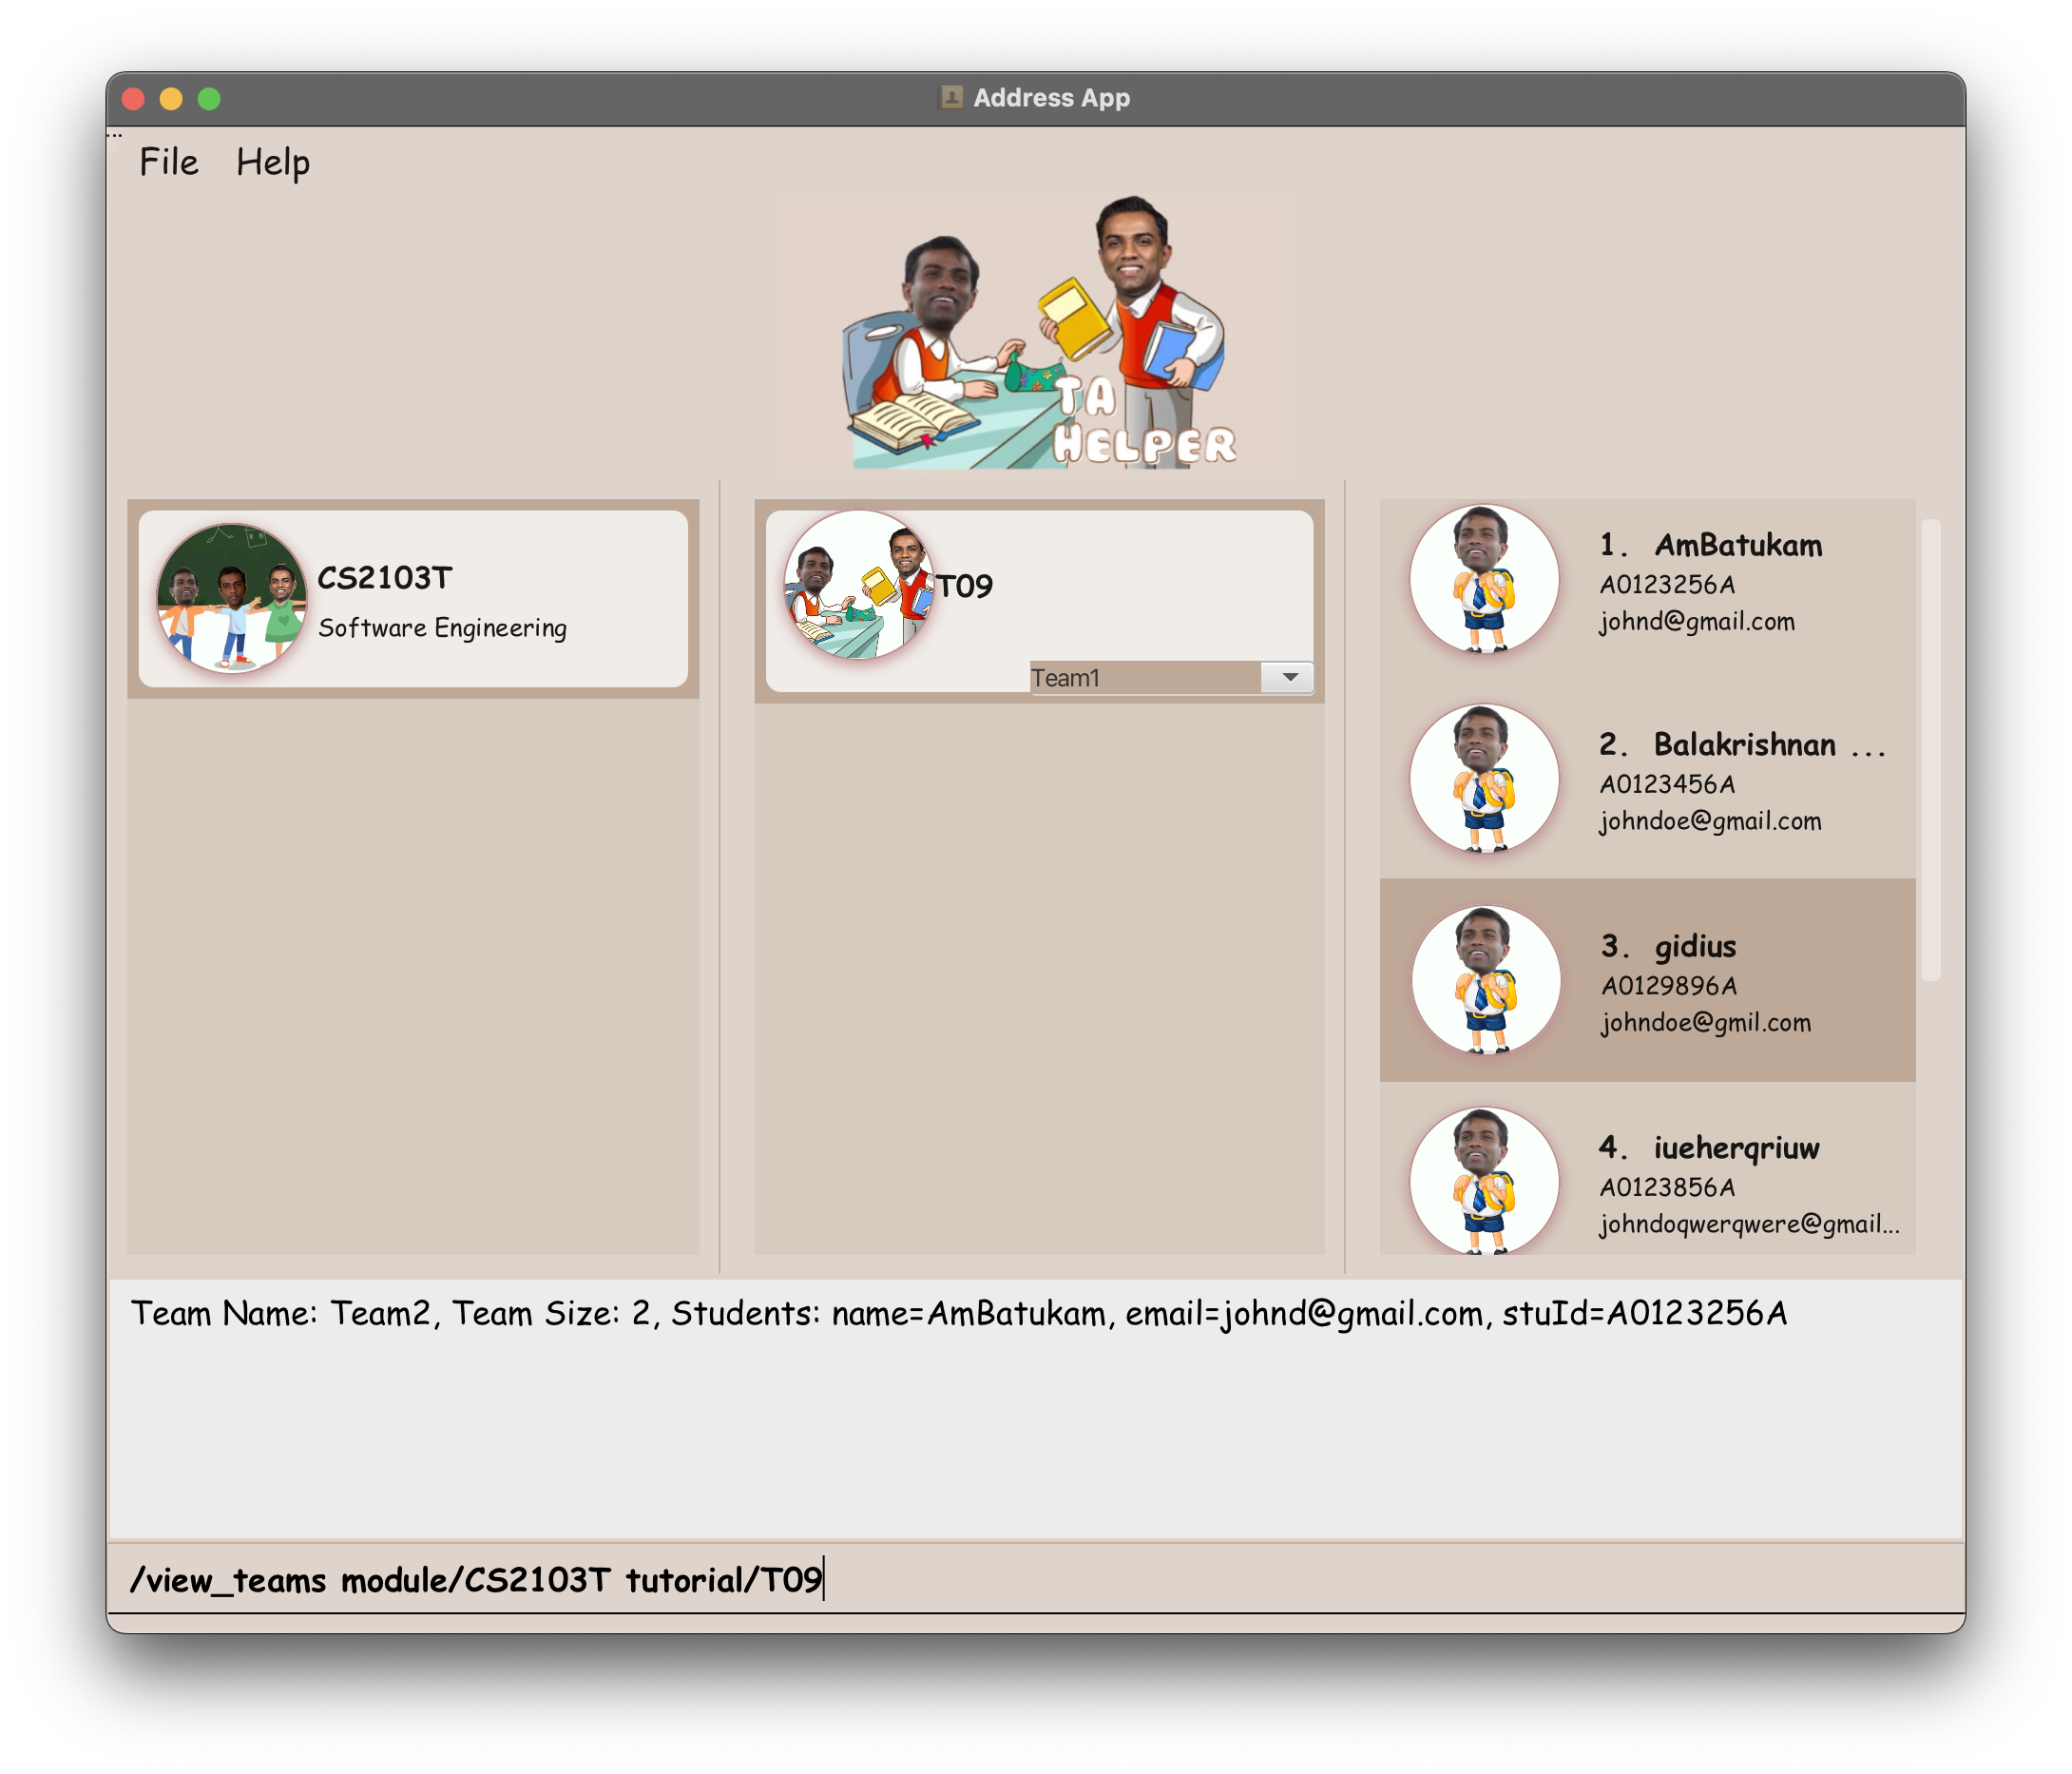 Address App
File Help
TA
HELPER
CS2103T
Software Engineering
T09
Team1
1. AmBatukam
A0123256A
johnd@gmail.com
2. Balakrishnan ...
A0123456A
johndoe@gmail.com
3. gidius
A0129896A
johndoe@gmil.com
4. iueherqriuw
A0123856A
johndoqwerqwere@gmail...
Team Name: Team2, Team Size: 2, Students: name=AmBatukam, email=johnd@gmail.com, stuId=A0123256A
/view_teams module/CS2103T tutorial/T09